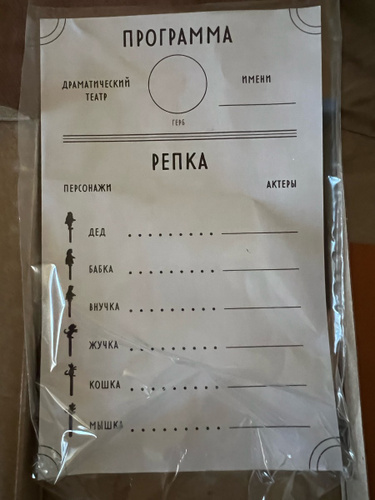 ПРОГРАММА
ДРАМАТИЧЕСКИЙ ТЕАТР
ИМЕНИ
ГЕРБ
РЕПКА
ПЕРСОНАЖИ АКТЕРЫ
ДЕД
БАБКА
ВНУЧКА
ЖУЧКА
КОШКА
МЫШКА